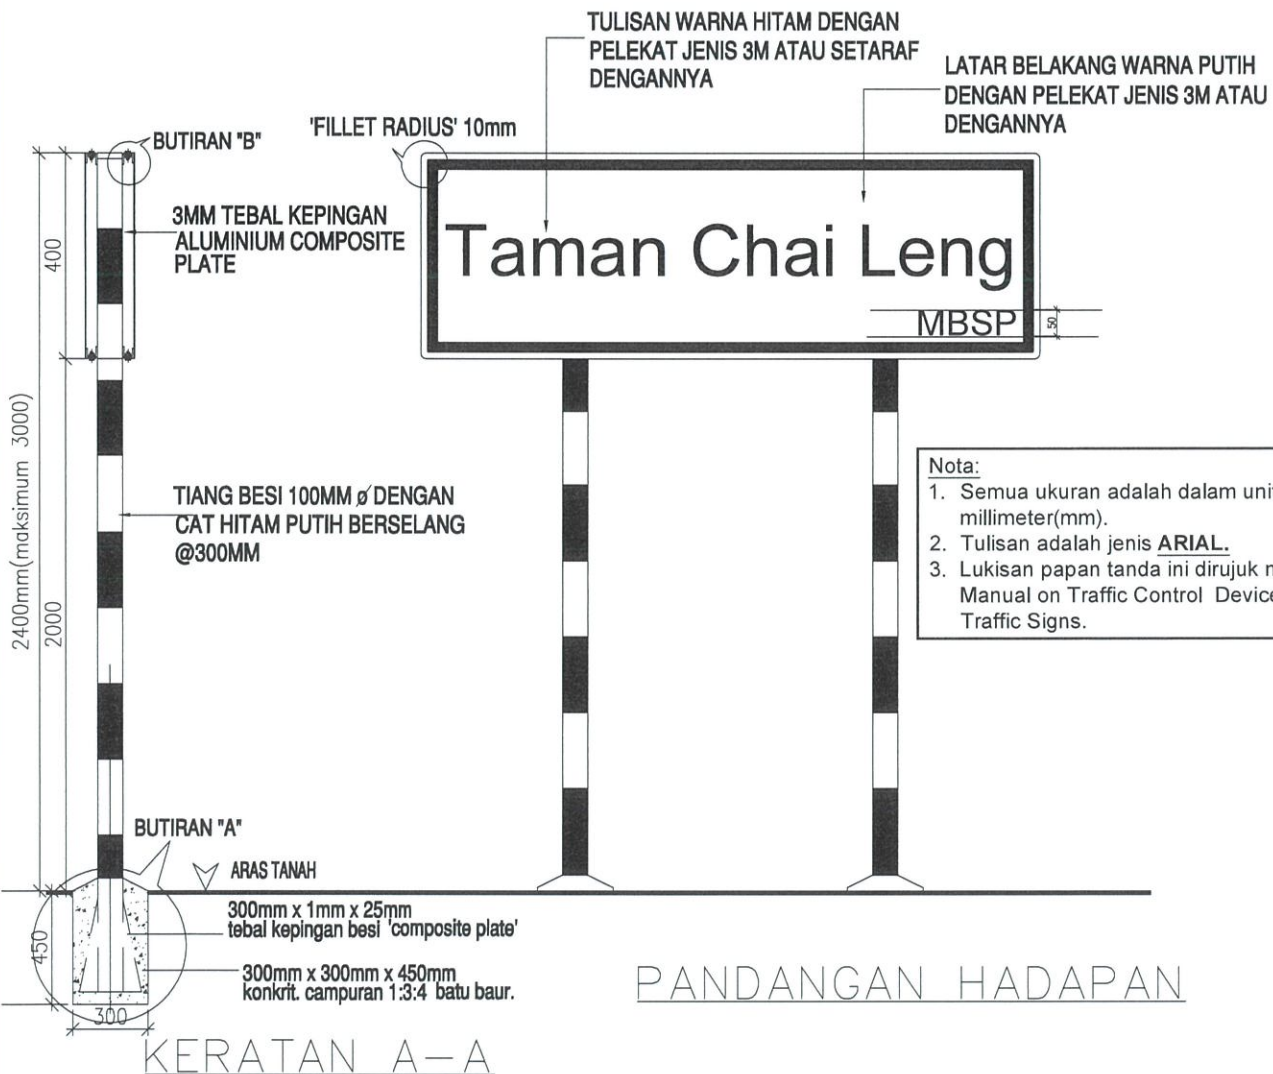 TULISAN WARNA HITAM DENGAN
PELEKAT JENIS 3M ATAU SETARAF
DENGANNYA
LATAR BELAKANG WARNA PUTIH
DENGAN PELEKAT JENIS 3M ATAU
DENGANNYA
'FILLET RADIUS' 10mm
BUTIRAN "B"
3MM TEBAL KEPINGAN
ALUMINIUM COMPOSITE
PLATE
400
Taman Chai Leng
MBSP
50
2400mm(maksimum 3000)
2000
TIANG BESI 100MM ø DENGAN
CAT HITAM PUTIH BERSELANG
@300MM
Nota:
1. Semua ukuran adalah dalam uni
millimeter(mm).
2. Tulisan adalah jenis ARIAL.
3. Lukisan papan tanda ini dirujuk
Manual on Traffic Control Device
Traffic Signs.
BUTIRAN "A"
ARAS TANAH
300mm x 1mm x 25mm
tebal kepingan besi 'composite plate'
450
300mm x 300mm x 450mm
konkrit. campuran 1:3:4 batu baur.
300
KERATAN A-A
PANDANGAN HADAPAN